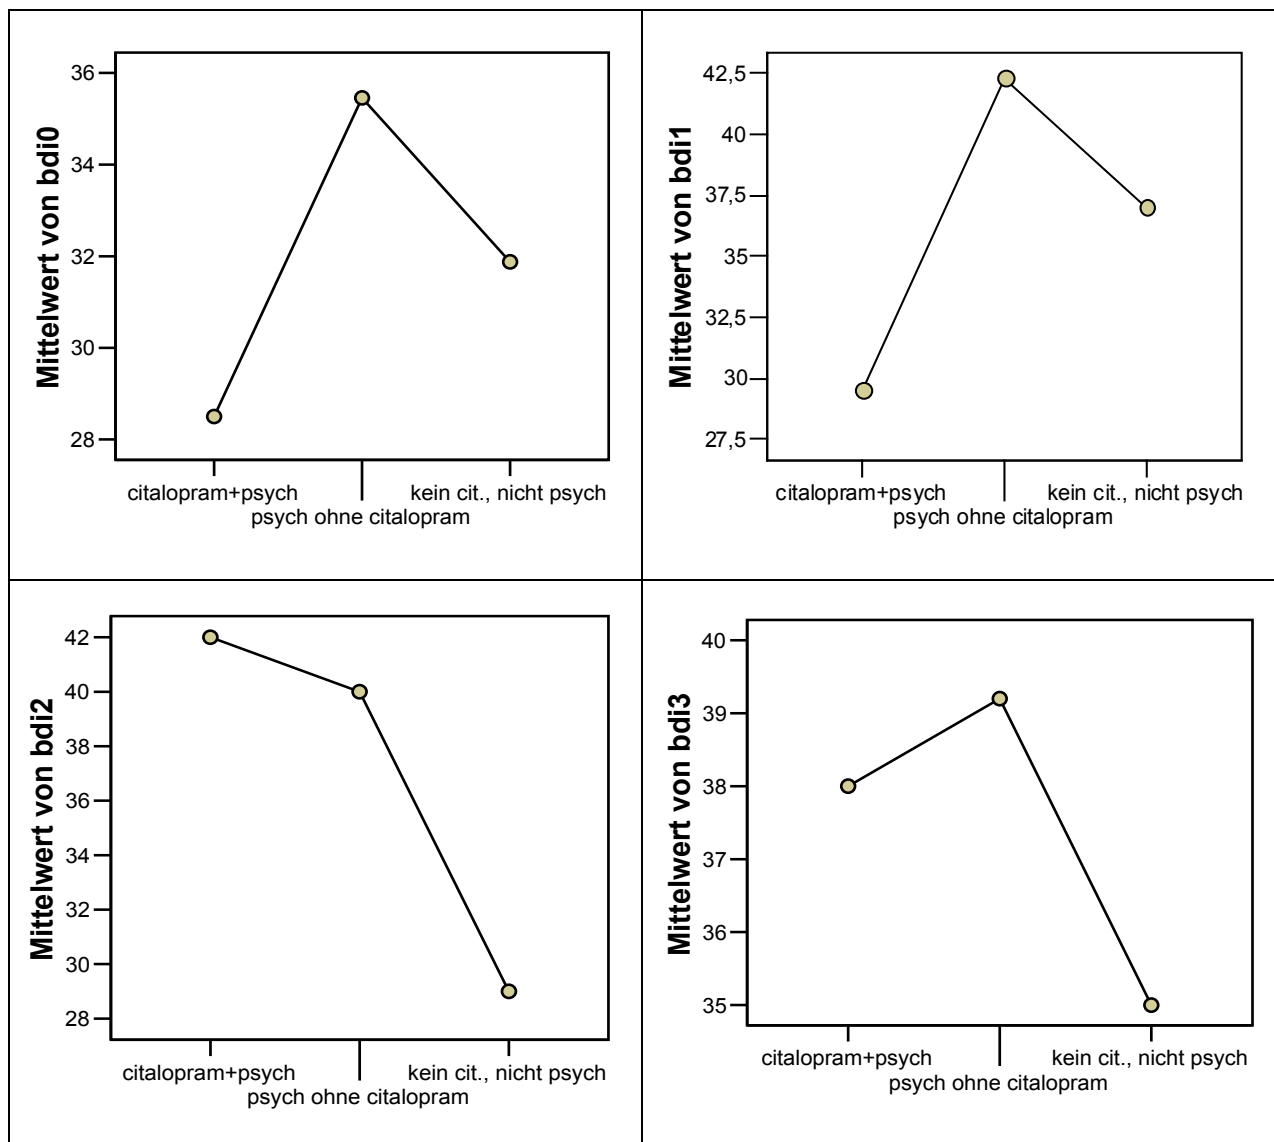 Mittelwert von bdi0
36
34
32
30
28
citalopram+psych
kein cit., nicht psych
psych ohne citalopram
Mittelwert von bdi1
42,5
40
37,5
35
32,5
30
27,5
citalopram+psych
kein cit., nicht psych
psych ohne citalopram
Mittelwert von bdi2
42
40
38
36
34
32
30
28
citalopram+psych
kein cit., nicht psych
psych ohne citalopram
Mittelwert von bdi3
40
39
38
37
36
35
citalopram+psych
kein cit., nicht psych
psych ohne citalopram